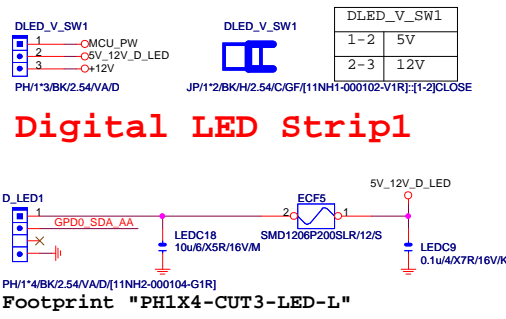 DLED_V_SW1
1 MCU_PW
2 5V_12V_D_LED
3 +12V
PH/1*3/BK/2.54/VA/D
DLED_V_SW1
JP/1*2/BK/H/2.54/C/GF/[11NH1-000102-V1R]::[1-2]CLOSE
DLED_V_SW1
1-2 5V
2-3 12V
Digital LED Strip1
D_LED1
1
GPD0_SDA_AA
LEDC18
10u/6/X5R/16V/M
ECF5
2 1
SMD1206P200SLR/12/S
5V_12V_D_LED
LEDC9
0.1u/4/X7R/16V/K
PH/1*4/BK/2.54/VA/D/[11NH2-000104-G1R]
Footprint "PH1X4-CUT3-LED-L"